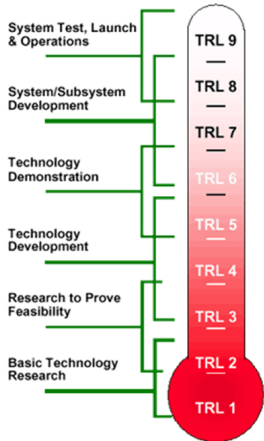 System Test, Launch
& Operations
System/Subsystem
Development
Technology
Demonstration
Technology
Development
Research to Prove
Feasibility
Basic Technology
Research
TRL 9
TRL 8
TRL 7
TRL 6
TRL 5
TRL 4
TRL 3
TRL 2
TRL 1